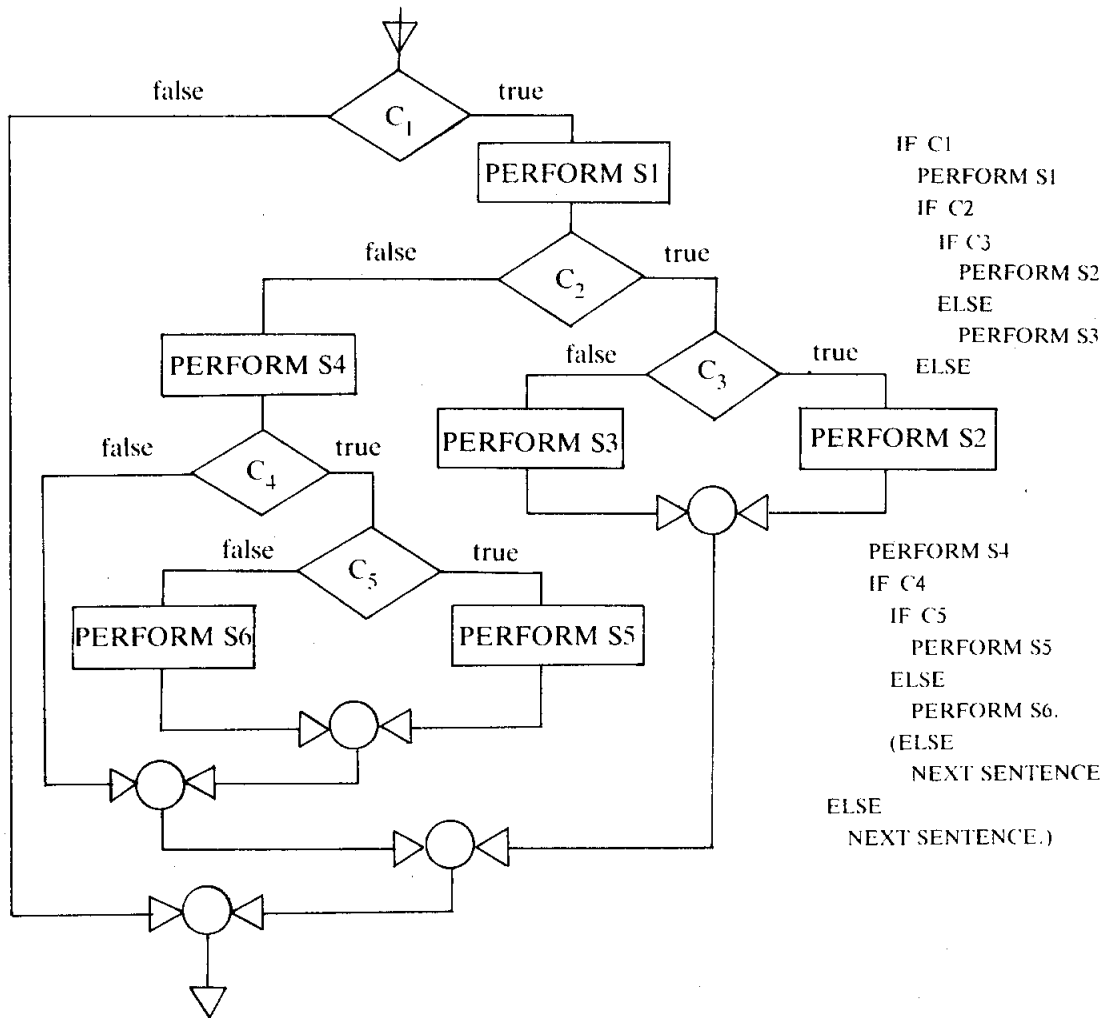 false
true
C1
PERFORM S1
false
true
C2
PERFORM S4
false
true
C3
PERFORM S3
PERFORM S2
false
true
C4
false
true
C5
PERFORM S6
PERFORM S5
IF C1
PERFORM S1
IF C2
IF C3
PERFORM S2
ELSE
PERFORM S3
ELSE
PERFORM S4
IF C4
IF C5
PERFORM S5
ELSE
PERFORM S6.
(ELSE
NEXT SENTENCE
ELSE
NEXT SENTENCE.)